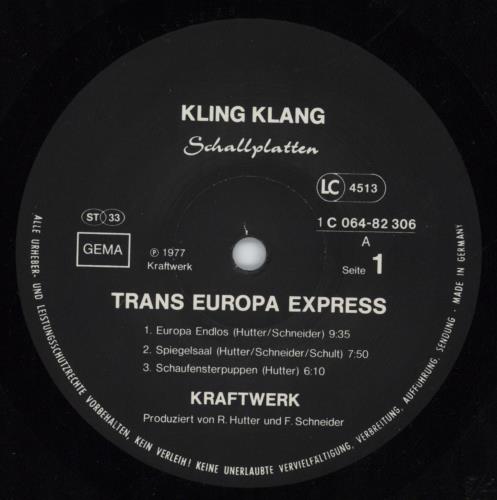 KLING KLANG
Schallplatten
LC 4513
ST 33
1 C 064-82 306
GEMA
A
℗ 1977
Kraftwerk
Seite 1
TRANS EUROPA EXPRESS
1. Europa Endlos (Hutter/Schneider) 9:35
2. Spiegelsaal (Hutter/Schneider/Schult) 7:50
3. Schaufensterpuppen (Hutter) 6:10
KRAFTWERK
Produziert von R. Hutter und F. Schneider
ALLE URHEBER- UND LEISTUNGSSCHUTZRECHTE VORBEHALTEN, KEIN VERLEIH! KEINE UNERLAUBTE VERVIELFÄLTIGUNG, VERBREITUNG, AUFFÜHRUNG, SENDUNG · MADE IN GERMANY